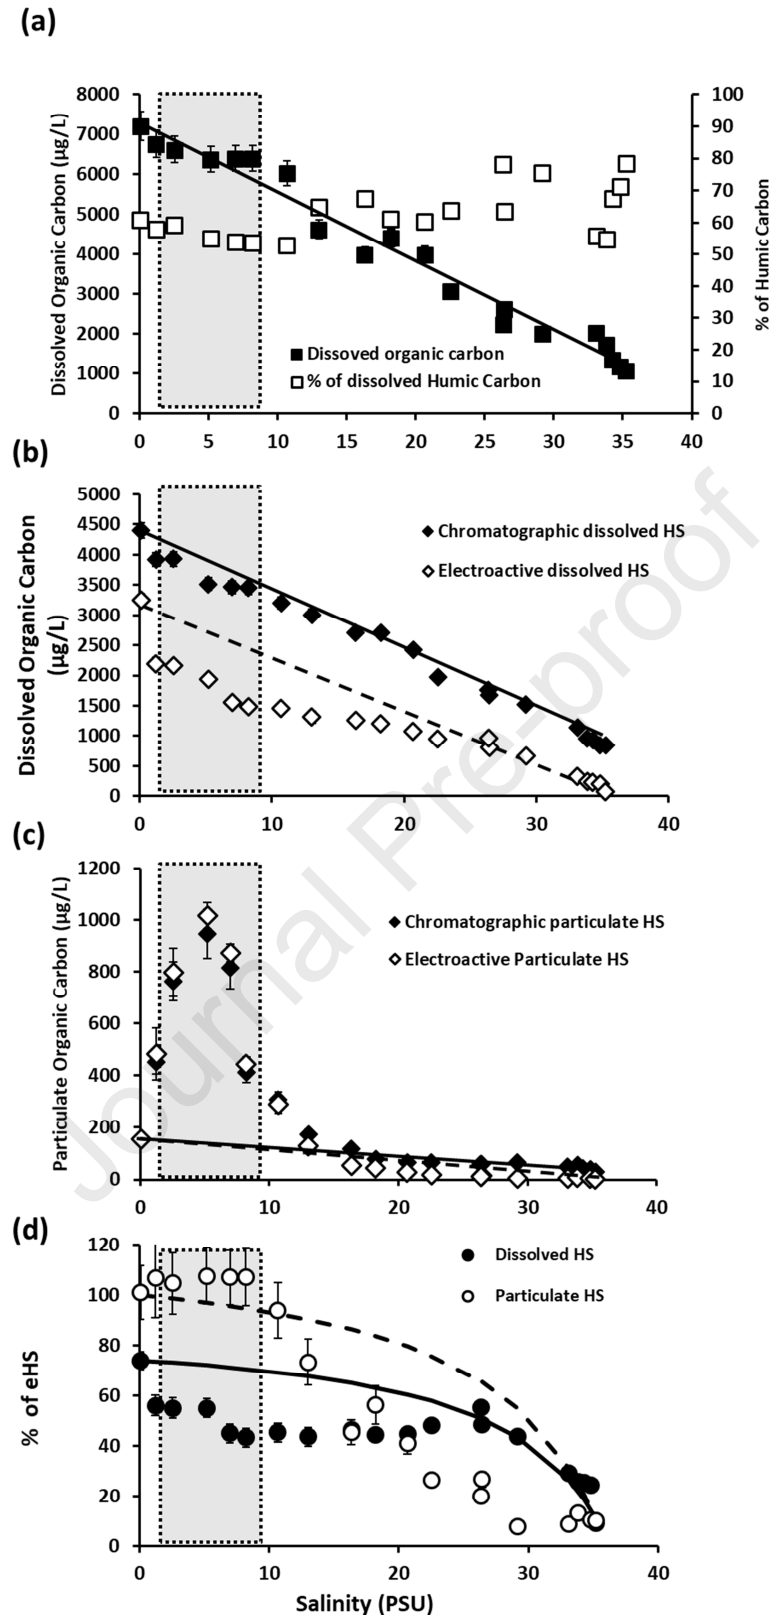 (a)
8000
7000
6000
5000
4000
3000
2000
1000
0
Dissolved Organic Carbon (µg/L)
100
90
80
70
60
50
40
30
20
10
0
% of Humic Carbon
Dissoved organic carbon
% of dissolved Humic Carbon
0 5 10 15 20 25 30 35 40
(b)
5000
4500
4000
3500
3000
2500
2000
1500
1000
500
0
Dissolved Organic Carbon
(µg/L)
Chromatographic dissolved HS
Electroactive dissolved HS
0 10 20 30 40
(c)
1200
1000
800
600
400
200
0
Particulate Organic Carbon (µg/L)
Chromatographic particulate HS
Electroactive Particulate HS
0 10 20 30 40
(d)
120
100
80
60
40
20
0
% of eHS
Dissolved HS
Particulate HS
0 10 20 30 40
Salinity (PSU)
Journal Pre-proof